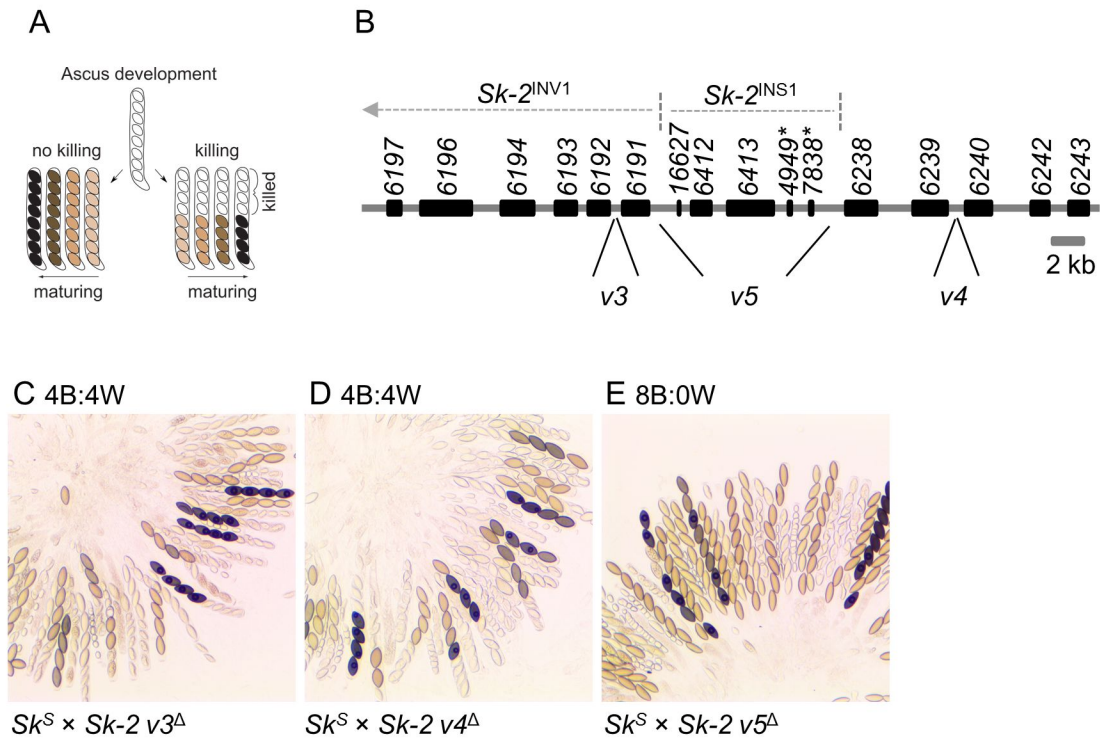 A
Ascus development
no killing
killing
killed
maturing
maturing
B
Sk-2INV1
Sk-2INS1
6197
6196
6194
6193
6192
6191
16627
6412
6413
4949*
7838*
6238
6239
6240
6242
6243
2 kb
v3
v5
v4
C 4B:4W
D 4B:4W
E 8B:0W
SkS × Sk-2 v3Δ
SkS × Sk-2 v4Δ
SkS × Sk-2 v5Δ